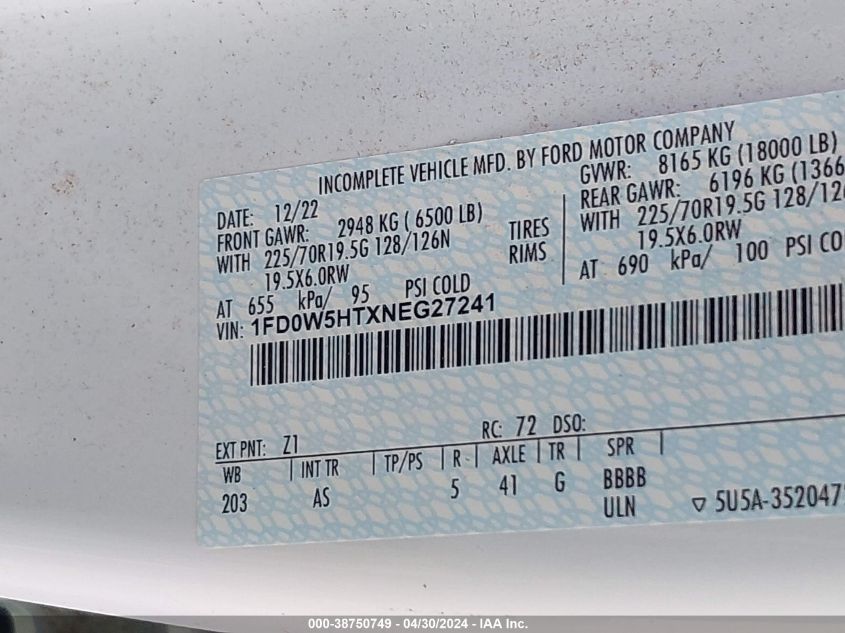 INCOMPLETE VEHICLE MFD. BY FORD MOTOR COMPANY
DATE: 12/22 GVWR: 8165 KG (18000 LB)
FRONT GAWR: 2948 KG ( 6500 LB) REAR GAWR: 6196 KG (1366
WITH 225/70R19.5G 128/126N TIRES WITH 225/70R19.5G 128/126
19.5X6.0RW RIMS 19.5X6.0RW
AT 655 kPa/ 95 PSI COLD AT 690 kPa/ 100 PSI CO
VIN: 1FD0W5HTXNEG27241
EXT PNT: Z1 RC: 72 DSO:
WB INT TR TP/PS R AXLE TR SPR
203 AS 5 41 G BBBB
ULN 5U5A-352047
000-38750749 - 04/30/2024 - IAA Inc.